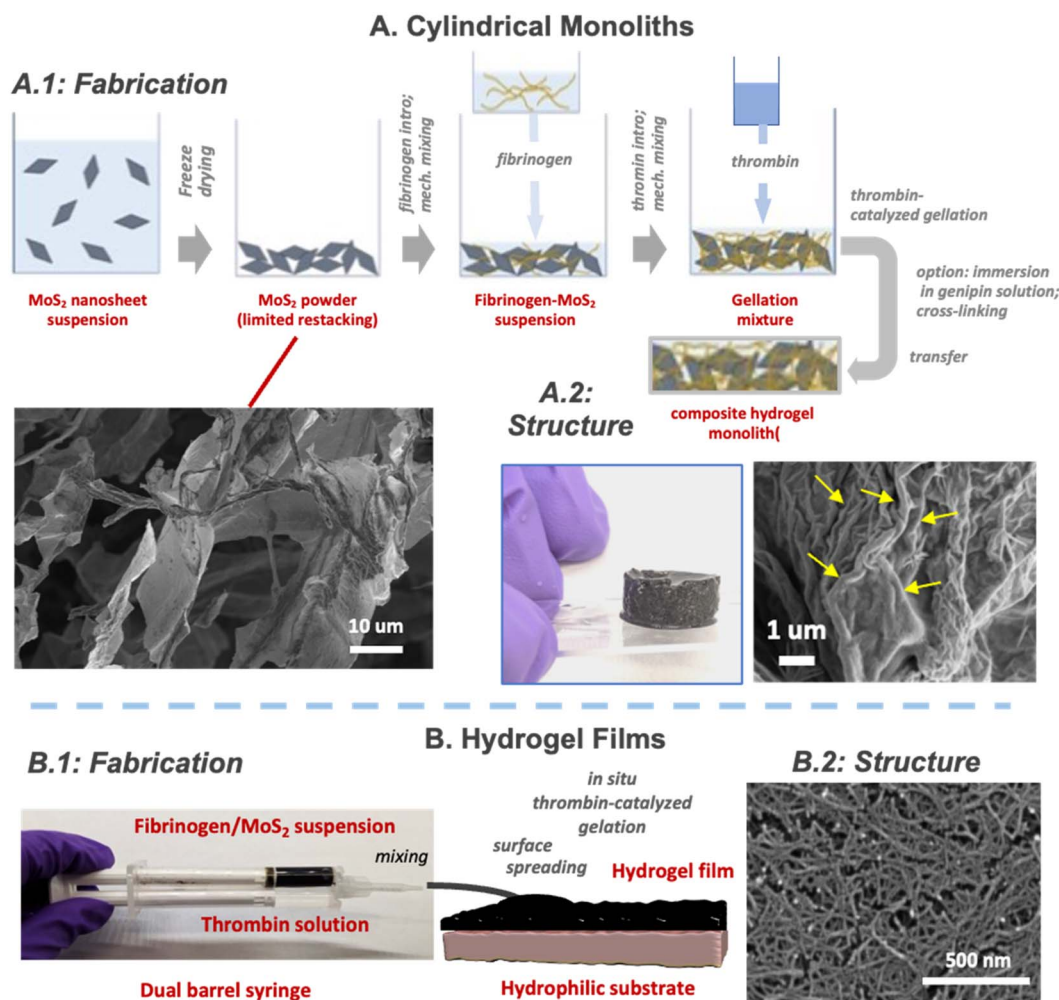 A. Cylindrical Monoliths
A.1: Fabrication
Freeze
drying
fibrinogen intro;
mech. mixing
fibrinogen
thrombin intro;
mech. mixing
thrombin
thrombin-
catalyzed gellation
option: immersion
in genipin solution;
cross-linking
transfer
MoS₂ nanosheet
suspension
MoS₂ powder
(limited restacking)
Fibrinogen-MoS₂
suspension
Gellation
mixture
composite hydrogel
monolith(
A.2:
Structure
10 um
1 um
B. Hydrogel Films
B.1: Fabrication
Fibrinogen/MoS₂ suspension
mixing
Thrombin solution
Dual barrel syringe
in situ
thrombin-catalyzed
gelation
surface
spreading
Hydrogel film
Hydrophilic substrate
B.2: Structure
500 nm